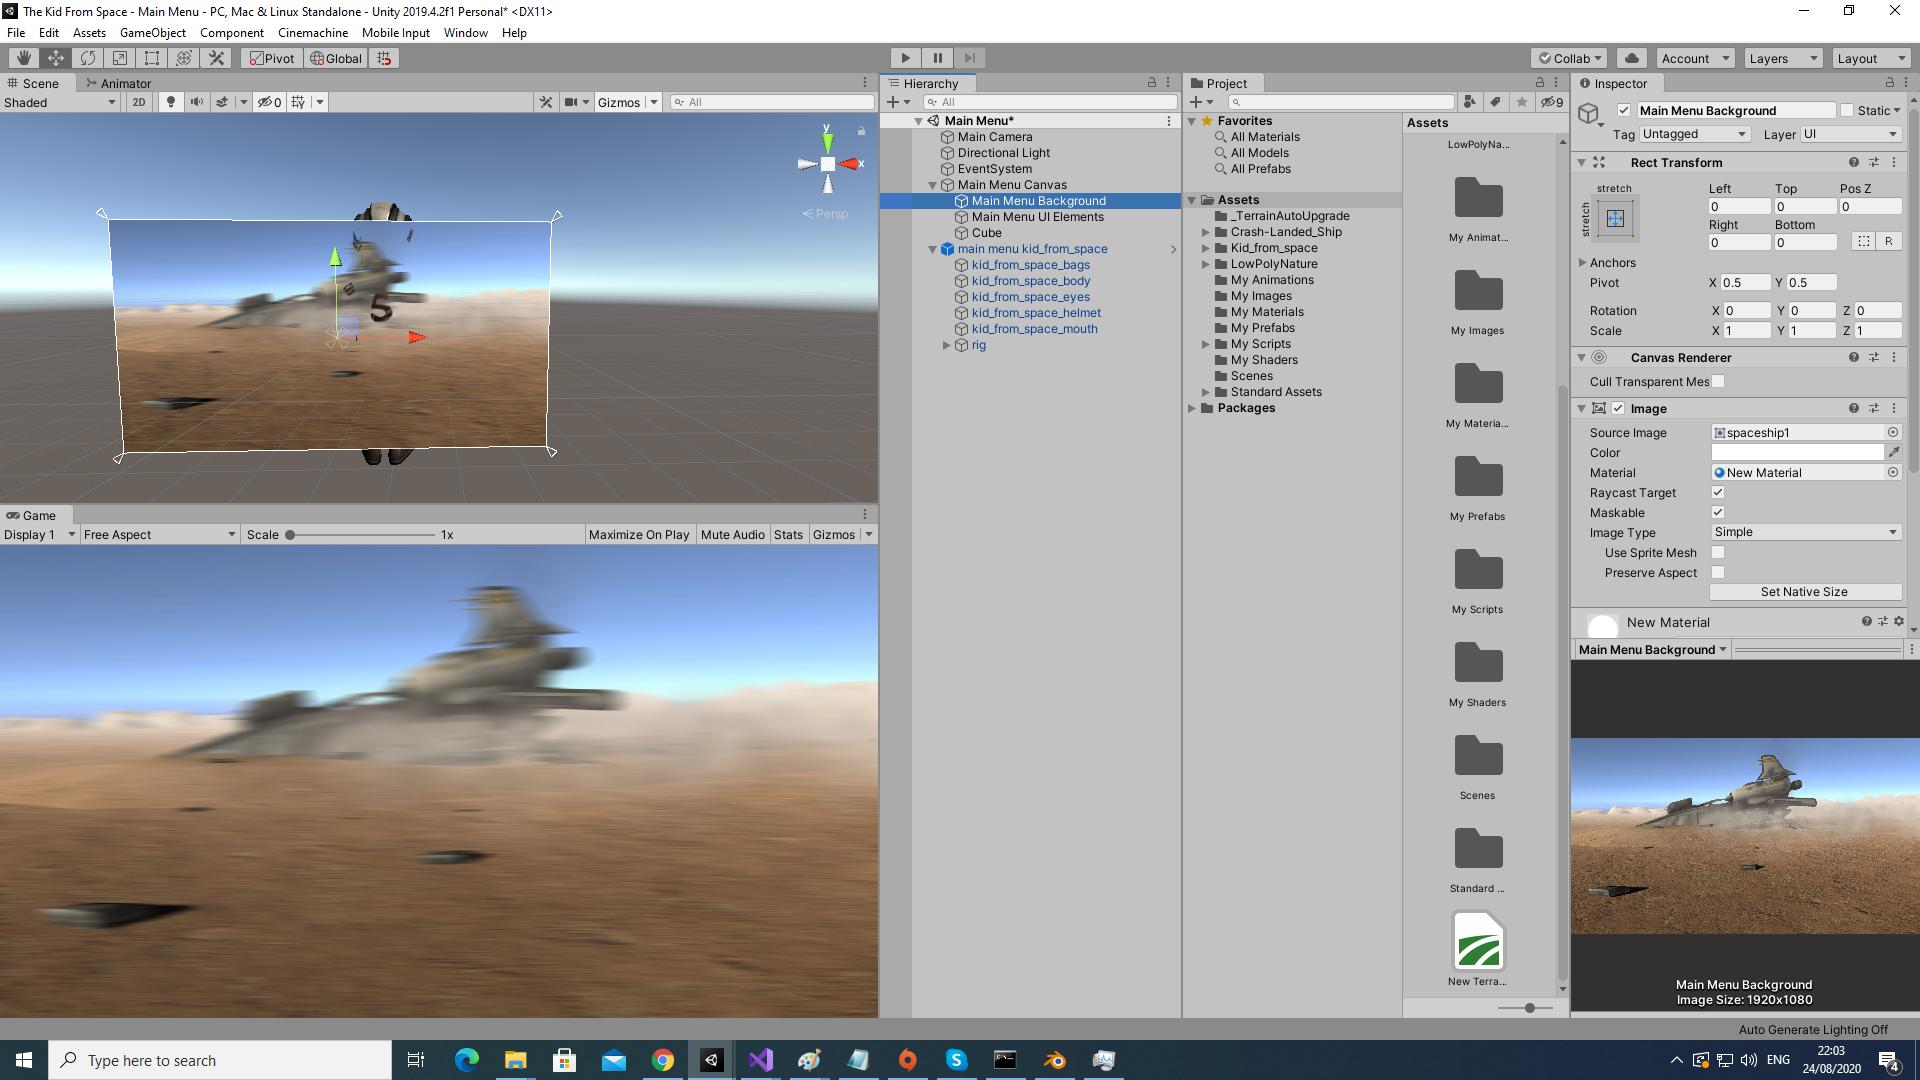 The Kid From Space - Main Menu - PC, Mac & Linux Standalone - Unity 2019.4.2f1 Personal* <DX11>
File Edit Assets GameObject Component Cinemachine Mobile Input Window Help
Pivot Global Collab Account Layers Layout
Scene Animator
Shaded 2D 0 Gizmos All
y
x
Persp
5
Game
Display 1 Free Aspect Scale 1x Maximize On Play Mute Audio Stats Gizmos
Hierarchy
All
Main Menu*
Main Camera
Directional Light
EventSystem
Main Menu Canvas
Main Menu Background
Main Menu UI Elements
Cube
main menu kid_from_space
kid_from_space_bags
kid_from_space_body
kid_from_space_eyes
kid_from_space_helmet
kid_from_space_mouth
rig
Project
9
Favorites
All Materials
All Models
All Prefabs
Assets
_TerrainAutoUpgrade
Crash-Landed_Ship
Kid_from_space
LowPolyNature
My Animations
My Images
My Materials
My Prefabs
My Scripts
My Shaders
Scenes
Standard Assets
Packages
Assets
LowPolyNa...
My Animat...
My Images
My Materia...
My Prefabs
My Scripts
My Shaders
Scenes
Standard ...
New Terra...
Inspector
Main Menu Background Static
Tag Untagged Layer UI
Rect Transform
stretch
stretch
Left Top Pos Z
0 0 0
Right Bottom
0 0 R
Anchors
Pivot X 0.5 Y 0.5
Rotation X 0 Y 0 Z 0
Scale X 1 Y 1 Z 1
Canvas Renderer
Cull Transparent Mes
Image
Source Image spaceship1
Color
Material New Material
Raycast Target
Maskable
Image Type Simple
Use Sprite Mesh
Preserve Aspect
Set Native Size
New Material
Main Menu Background
Main Menu Background
Image Size: 1920x1080
Auto Generate Lighting Off
Type here to search
ENG
22:03
24/08/2020
4